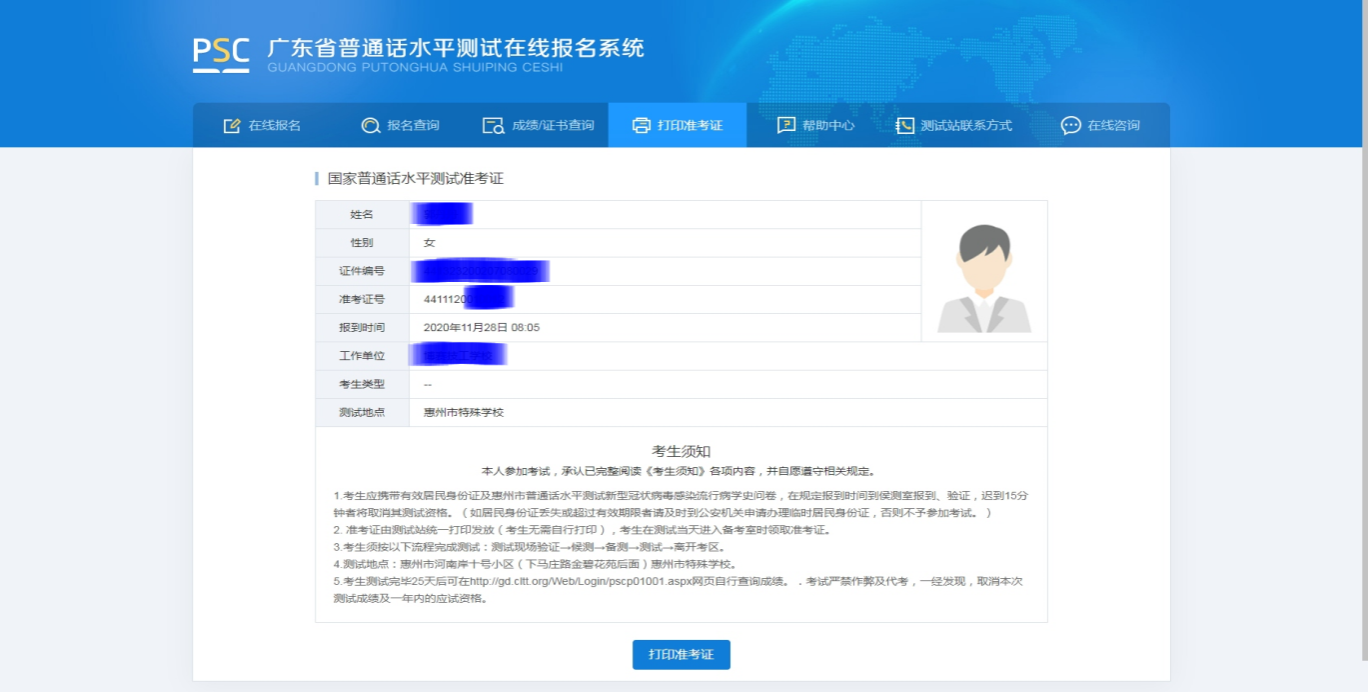 PSC 广东省普通话水平测试在线报名系统
GUANGDONG PUTONGHUA SHUIPING CESHI
在线报名 报名查询 成绩/证书查询 打印准考证 帮助中心 测试站联系方式 在线咨询
国家普通话水平测试准考证
姓名
性别 女
证件编号
准考证号 4411120
报到时间 2020年11月28日 08:05
工作单位
考生类型 --
测试地点 惠州市特殊学校
考生须知
本人参加考试，承认已完整阅读《考生须知》各项内容，并自愿遵守相关规定。
1.考生应携带有效居民身份证及惠州市普通话水平测试新型冠状病毒感染流行病学史问卷，在规定报到时间到侯测室报到、验证，迟到15分
钟者将取消其测试资格。（如居民身份证丢失或超过有效期限者请及时到公安机关申请办理临时居民身份证，否则不予参加考试。）
2. 准考证由测试站统一打印发放（考生无需自行打印），考生在测试当天进入备考室时领取准考证。
3.考生须按以下流程完成测试：测试现场验证→候测→备测→测试→离开考区。
4.测试地点：惠州市河南岸十号小区（下马庄路金碧花苑后面）惠州市特殊学校。
5.考生测试完毕25天后可在http://gd.cltt.org/Web/Login/pscp01001.aspx网页自行查询成绩。．考试严禁作弊及代考，一经发现，取消本次
测试成绩及一年内的应试资格。
打印准考证